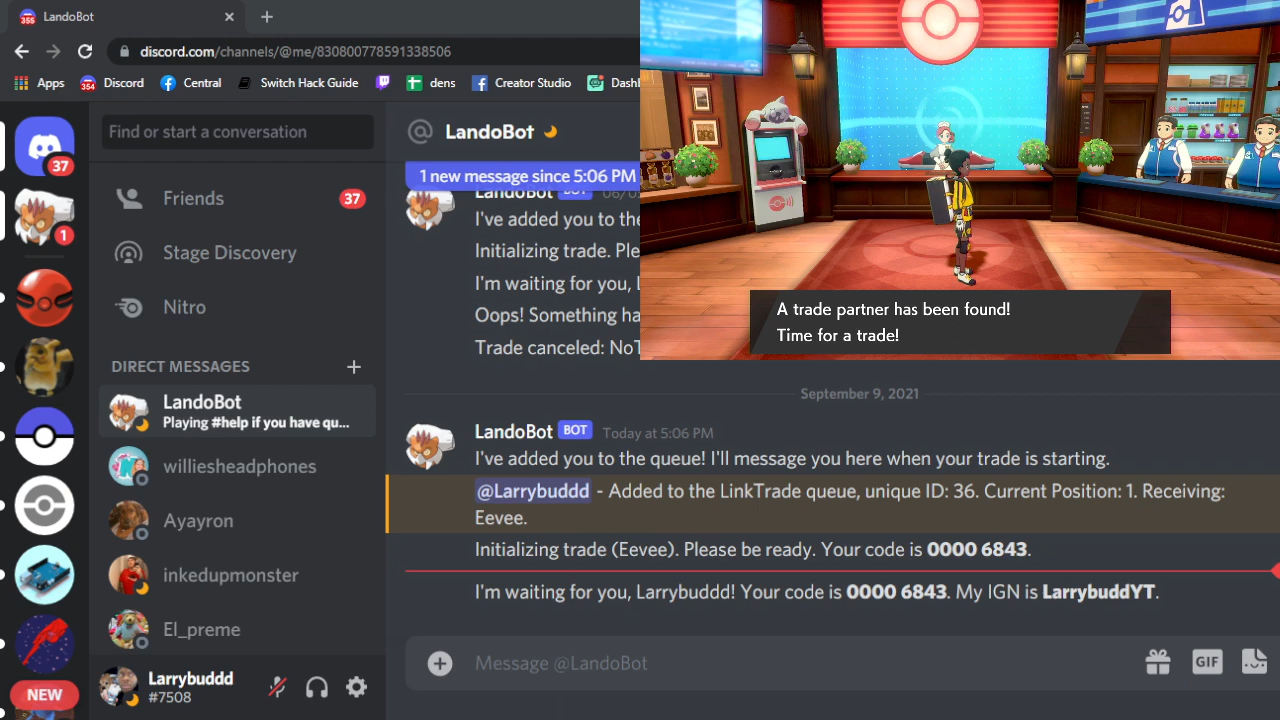 355
LandoBot
discord.com/channels/@me/830800778591338506
Apps
354
Discord
Central
Switch Hack Guide
dens
Creator Studio
Dash
A trade partner has been found!
Time for a trade!
37
1
NEW
Find or start a conversation
Friends
37
Stage Discovery
Nitro
DIRECT MESSAGES
LandoBot
Playing #help if you have qu...
williesheadphones
Ayayron
inkedupmonster
El_preme
Larrybuddd
#7508
@ LandoBot
1 new message since 5:06 PM
LandoBot BOT
I've added you to the
Initializing trade. Ple
I'm waiting for you, L
Oops! Something ha
Trade canceled: NoT
September 9, 2021
LandoBot BOT Today at 5:06 PM
I've added you to the queue! I'll message you here when your trade is starting.
@Larrybuddd - Added to the LinkTrade queue, unique ID: 36. Current Position: 1. Receiving:
Eevee.
Initializing trade (Eevee). Please be ready. Your code is 0000 6843.
I'm waiting for you, Larrybuddd! Your code is 0000 6843. My IGN is LarrybuddYT.
Message @LandoBot
GIF